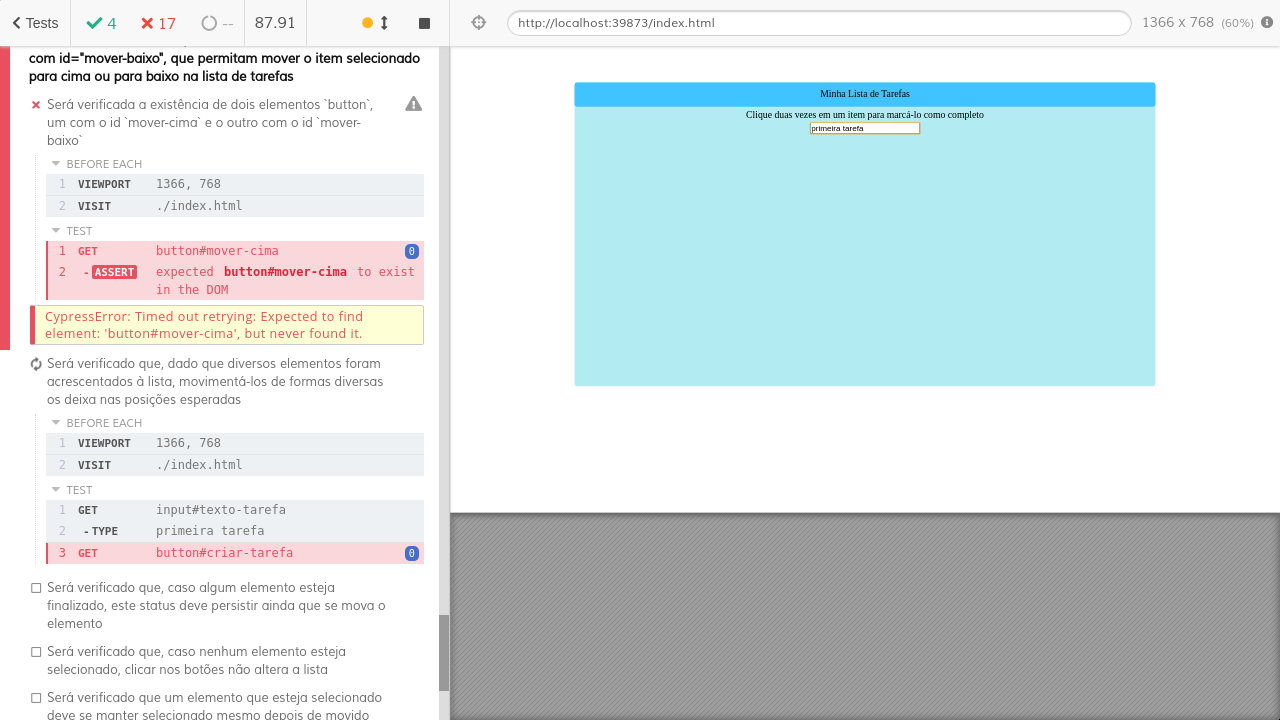 Tests
4
17
--
87.91
http://localhost:39873/index.html
1366 x 768 (60%)
com id="mover-baixo", que permitam mover o item selecionado
para cima ou para baixo na lista de tarefas
Será verificada a existência de dois elementos `button`,
um com o id `mover-cima` e o outro com o id `mover-
baixo`
BEFORE EACH
1 VIEWPORT 1366, 768
2 VISIT ./index.html
TEST
1 GET button#mover-cima 0
2 -ASSERT expected button#mover-cima to exist
in the DOM
CypressError: Timed out retrying: Expected to find
element: 'button#mover-cima', but never found it.
Será verificado que, dado que diversos elementos foram
acrescentados à lista, movimentá-los de formas diversas
os deixa nas posições esperadas
BEFORE EACH
1 VIEWPORT 1366, 768
2 VISIT ./index.html
TEST
1 GET input#texto-tarefa
2 -TYPE primeira tarefa
3 GET button#criar-tarefa 0
Será verificado que, caso algum elemento esteja
finalizado, este status deve persistir ainda que se mova o
elemento
Será verificado que, caso nenhum elemento esteja
selecionado, clicar nos botões não altera a lista
Será verificado que um elemento que esteja selecionado
deve se manter selecionado mesmo depois de movido
Minha Lista de Tarefas
Clique duas vezes em um item para marcá-lo como completo
primeira tarefa